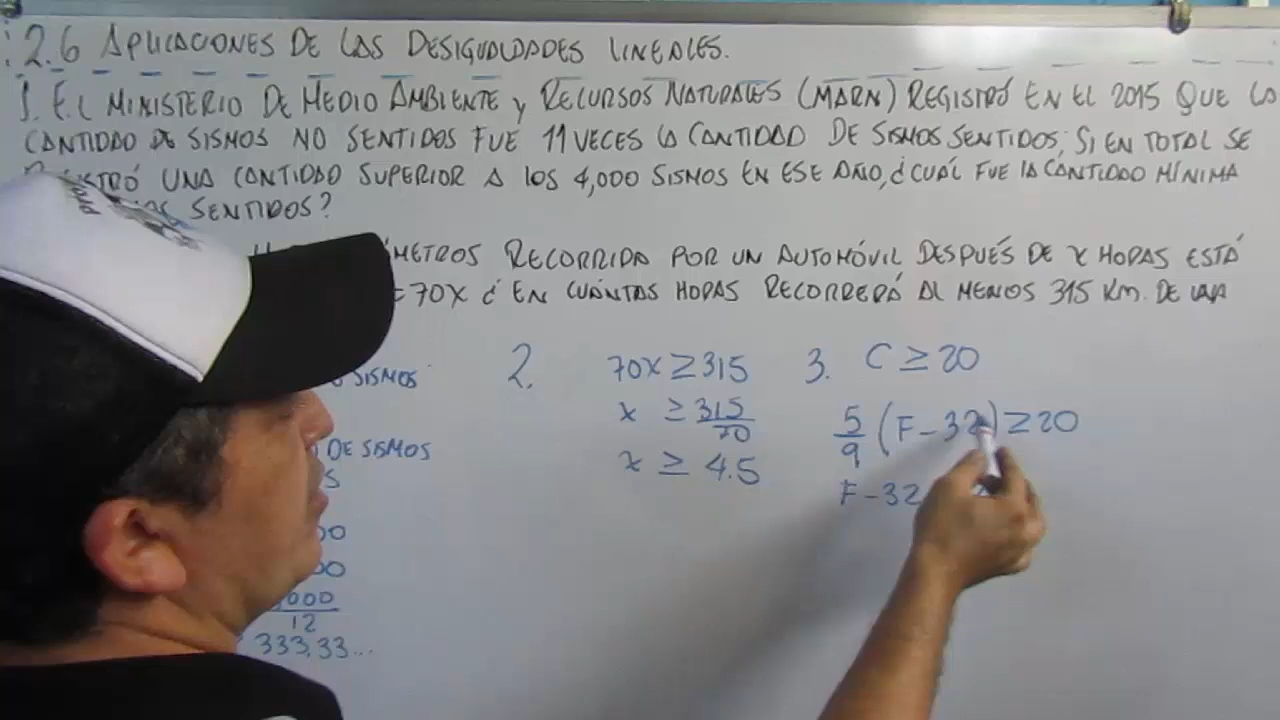 2.6 APLICACIONES DE LAS DESIGUALDADES LINEALES.
1. EL MINISTERIO DE MEDIO AMBIENTE Y RECURSOS NATURALES (MARN) REGISTRÓ EN EL 2015 QUE LA
CANTIDAD DE SISMOS NO SENTIDOS FUE 11 VECES LA CANTIDAD DE SISMOS SENTIDOS; SI EN TOTAL SE
UNA CANTIDAD SUPERIOR A LOS 4,000 SISMOS EN ESE AÑO, ¿CUÁL FUE LA CANTIDAD MÍNIMA
SENTIDOS?
METROS RECORRIDA POR UN AUTOMÓVIL DESPUÉS DE X HORAS ESTÁ
=70X ¿ EN CUÁNTAS HORAS RECORRERÁ AL MENOS 315 Km. DE UNA
SISMOS
DE SISMOS
000
12
333,33...
2. 70X ≥ 315
x ≥ 315/70
x ≥ 4.5
3. C ≥ 20
5/9 (F-32) ≥ 20
F-32